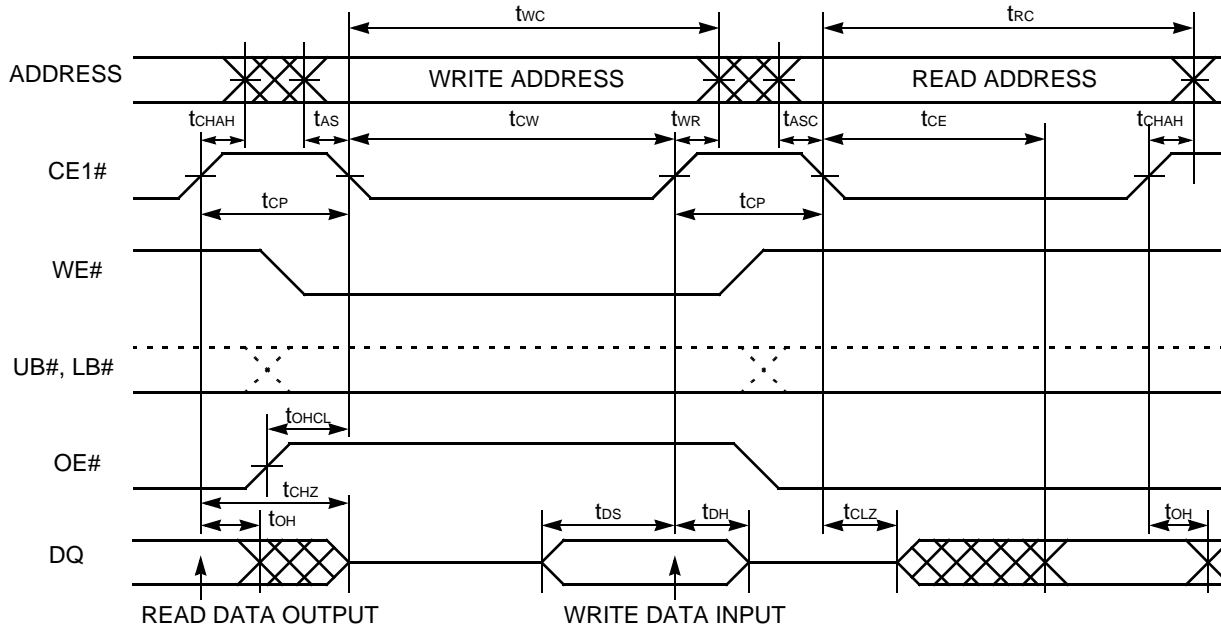 tWC tRC
ADDRESS WRITE ADDRESS READ ADDRESS
tCHAH tAS tCW tWR tASC tCE tCHAH
CE1#
tCP tCP
WE#
UB#, LB#
tOHCL
OE#
tCHZ
tOH tDS tDH tCLZ tOH
DQ
READ DATA OUTPUT WRITE DATA INPUT